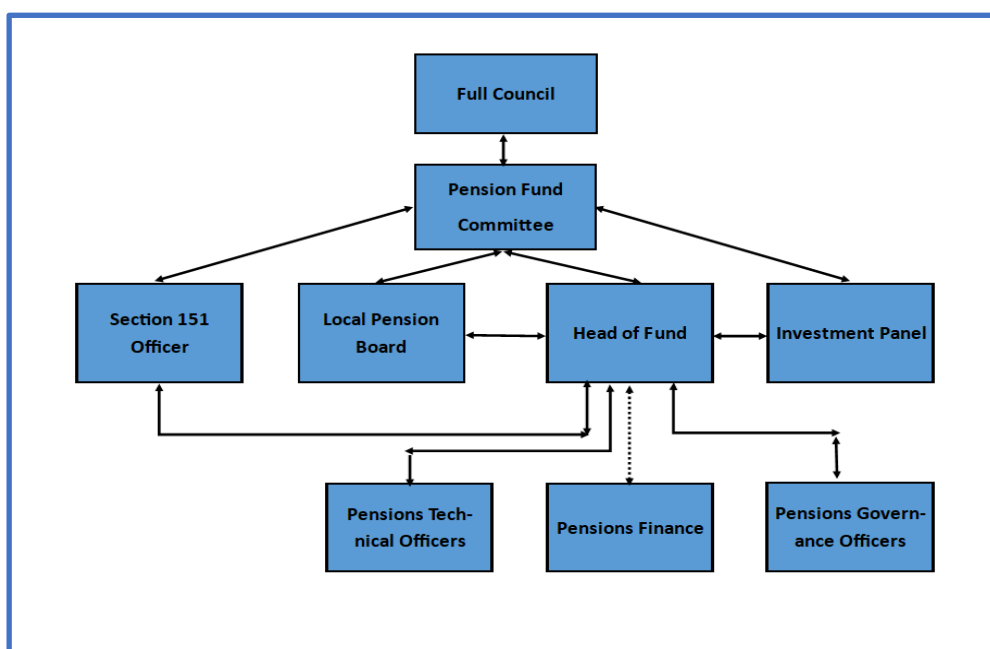 Full Council
Pension Fund
Committee
Section 151
Officer
Local Pension
Board
Head of Fund
Investment Panel
Pensions Tech-
nical Officers
Pensions Finance
Pensions Govern-
ance Officers